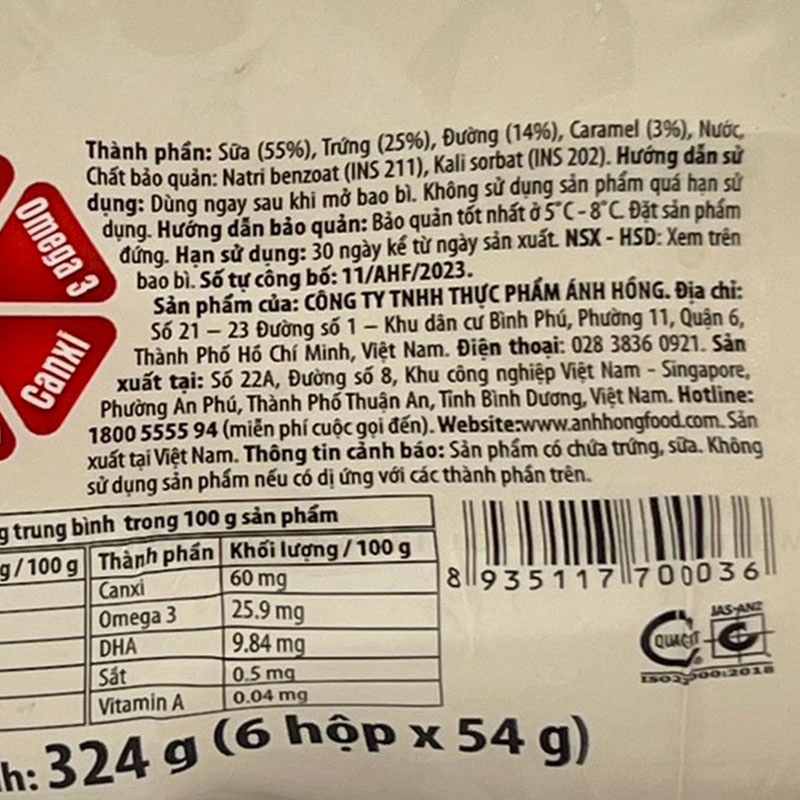 Thành phần: Sữa (55%), Trứng (25%), Đường (14%), Caramel (3%), Nước,
Chất bảo quản: Natri benzoat (INS 211), Kali sorbat (INS 202). Hướng dẫn sử
dụng: Dùng ngay sau khi mở bao bì. Không sử dụng sản phẩm quá hạn sử
dụng. Hướng dẫn bảo quản: Bảo quản tốt nhất ở 5°C - 8°C. Đặt sản phẩm
đứng. Hạn sử dụng: 30 ngày kể từ ngày sản xuất. NSX - HSD: Xem trên
bao bì. Số tự công bố: 11/AHF/2023.
Sản phẩm của: CÔNG TY TNHH THỰC PHẨM ÁNH HỒNG. Địa chỉ:
Số 21 – 23 Đường số 1 – Khu dân cư Bình Phú, Phường 11, Quận 6,
Thành Phố Hồ Chí Minh, Việt Nam. Điện thoại: 028 3836 0921. Sản
xuất tại: Số 22A, Đường số 8, Khu công nghiệp Việt Nam - Singapore,
Phường An Phú, Thành Phố Thuận An, Tỉnh Bình Dương, Việt Nam. Hotline:
1800 5555 94 (miễn phí cuộc gọi đến). Website:www.anhhongfood.com. Sản
xuất tại Việt Nam. Thông tin cảnh báo: Sản phẩm có chứa trứng, sữa. Không
sử dụng sản phẩm nếu có dị ứng với các thành phần trên.
Omega 3
Canxi
g trung bình trong 100 g sản phẩm
g/100 g Thành phần Khối lượng / 100 g
Canxi 60 mg
Omega 3 25.9 mg
DHA 9.84 mg
Sắt 0.5 mg
Vitamin A 0.04 mg
8 935117 700036
QUACERT JAS-ANZ
ISO22000:2018
h: 324 g (6 hộp x 54 g)